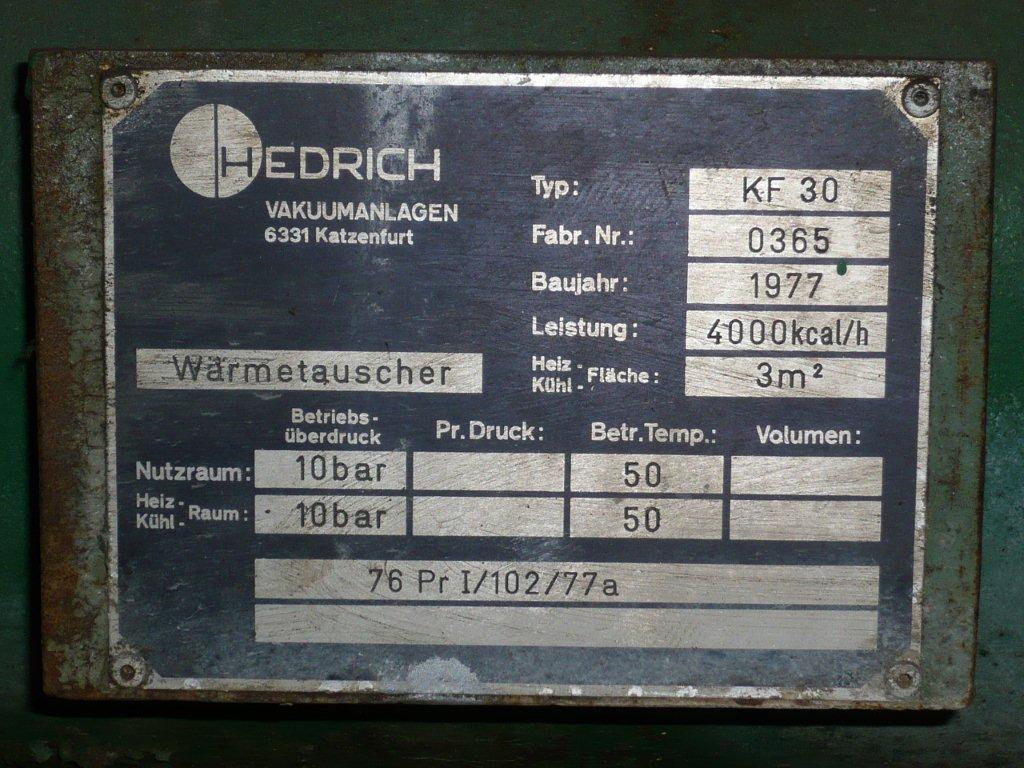 HEDRICH
VAKUUMANLAGEN
6331 Katzenfurt
Typ: KF 30
Fabr. Nr.: 0365
Baujahr: 1977
Leistung: 4000kcal/h
Heiz- Kühl- Fläche: 3m²
Wärmetauscher
Betriebs- überdruck Pr. Druck: Betr. Temp.: Volumen:
Nutzraum: 10bar 50
Heiz- Kühl- Raum: 10bar 50
76 Pr I/102/77a